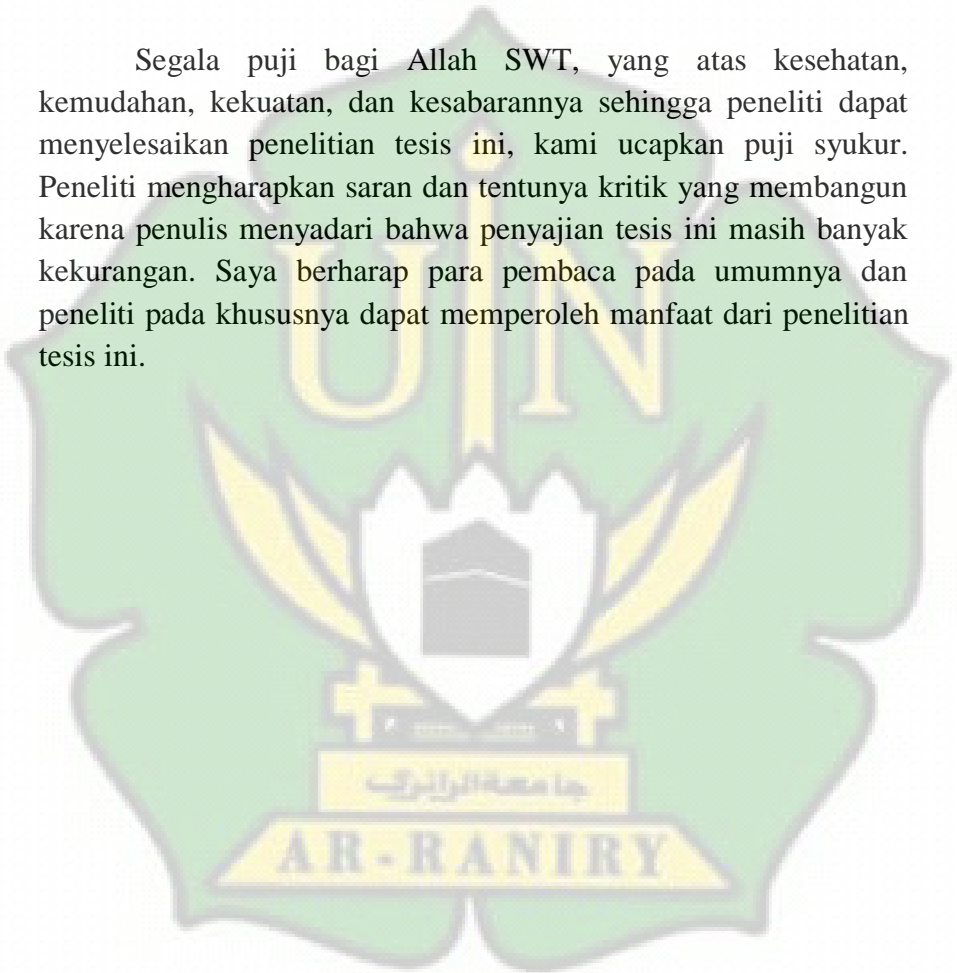 Segala puji bagi Allah SWT, yang atas kesehatan,
kemudahan, kekuatan, dan kesabarannya sehingga peneliti dapat
menyelesaikan penelitian tesis ini, kami ucapkan puji syukur.
Peneliti mengharapkan saran dan tentunya kritik yang membangun
karena penulis menyadari bahwa penyajian tesis ini masih banyak
kekurangan. Saya berharap para pembaca pada umumnya dan
peneliti pada khususnya dapat memperoleh manfaat dari penelitian
tesis ini.
UIN
جامعة الرانري
AR-RANIRY